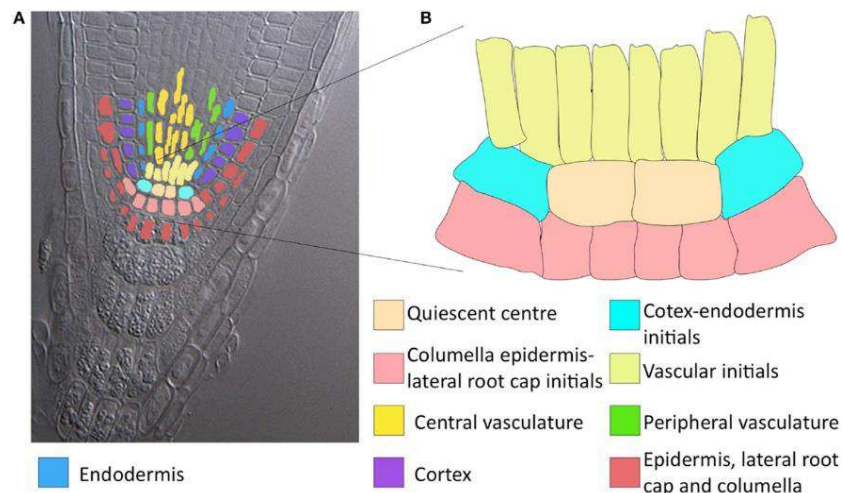 A
B
Quiescent centre
Cotex-endodermis
initials
Columella epidermis-
lateral root cap initials
Vascular initials
Central vasculature
Peripheral vasculature
Endodermis
Cortex
Epidermis, lateral root
cap and columella